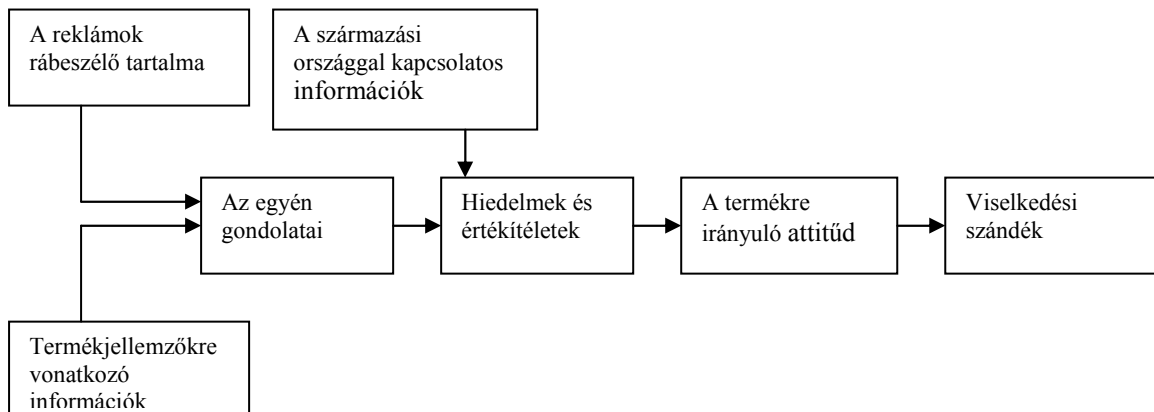 A reklámok
rábeszélő tartalma
A származási
országgal kapcsolatos
információk
Az egyén
gondolatai
Hiedelmek és
értékítéletek
A termékre
irányuló attitűd
Viselkedési
szándék
Termékjellemzőkre
vonatkozó
információk